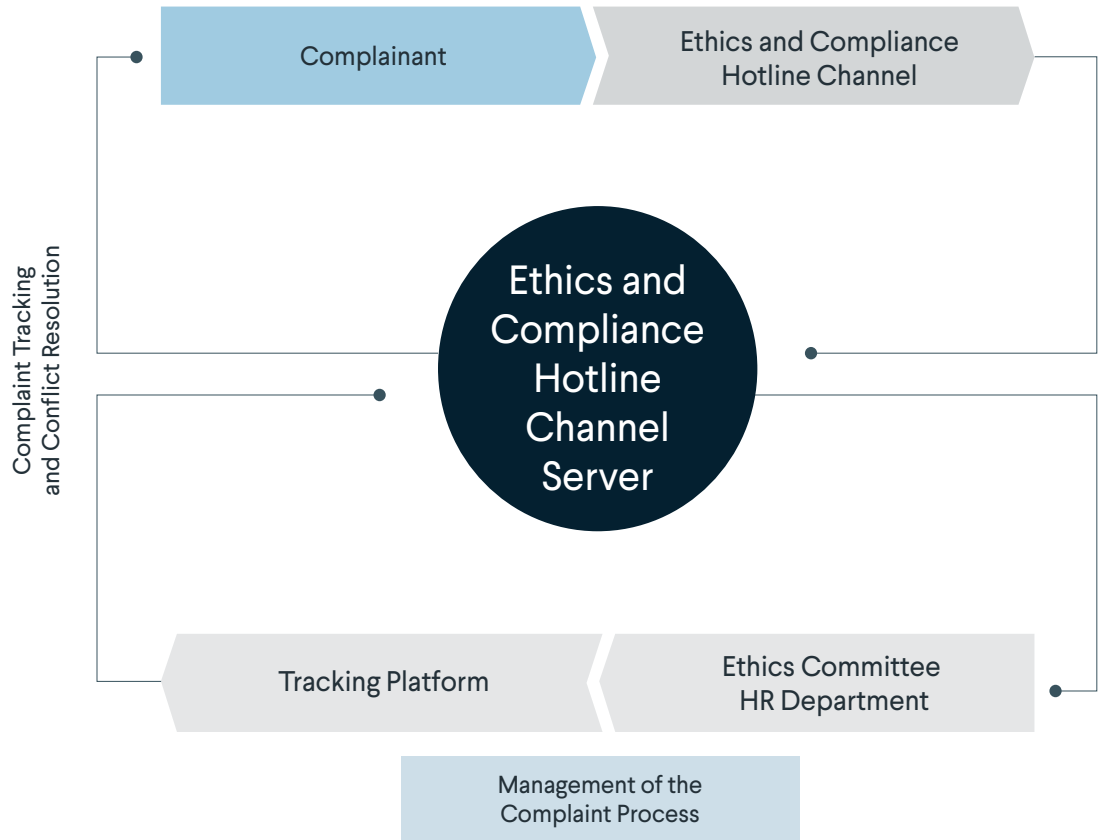 Complainant
Ethics and Compliance
Hotline Channel
Complaint Tracking
and Conflict Resolution
Ethics and
Compliance
Hotline
Channel
Server
Tracking Platform
Ethics Committee
HR Department
Management of the
Complaint Process